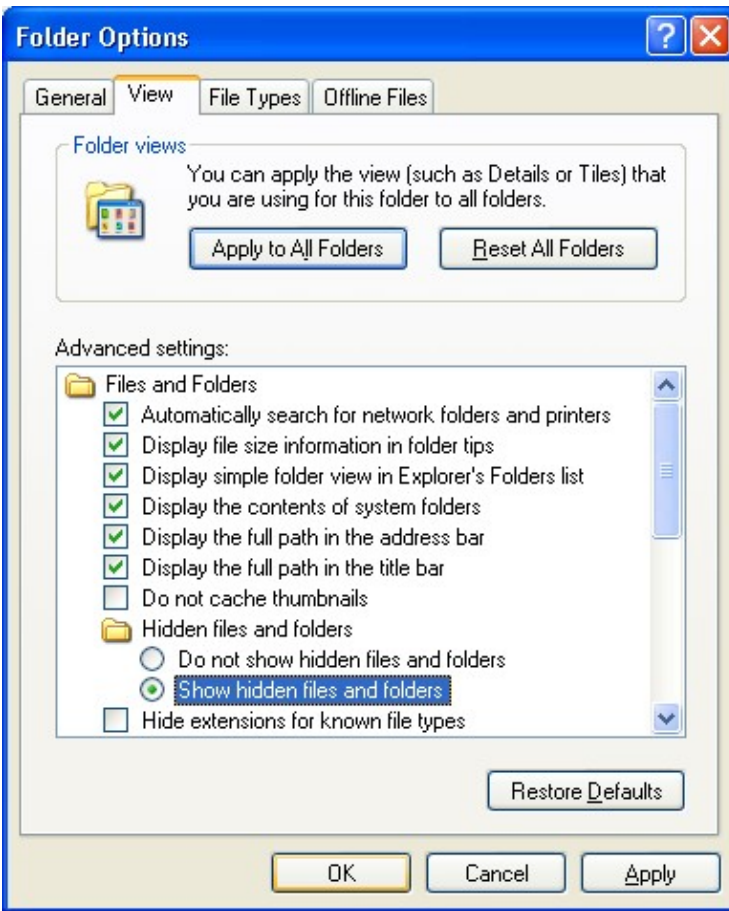 Folder Options
General View File Types Offline Files
Folder views
You can apply the view (such as Details or Tiles) that
you are using for this folder to all folders.
Apply to All Folders Reset All Folders
Advanced settings:
Files and Folders
Automatically search for network folders and printers
Display file size information in folder tips
Display simple folder view in Explorer's Folders list
Display the contents of system folders
Display the full path in the address bar
Display the full path in the title bar
Do not cache thumbnails
Hidden files and folders
Do not show hidden files and folders
Show hidden files and folders
Hide extensions for known file types
Restore Defaults
OK Cancel Apply